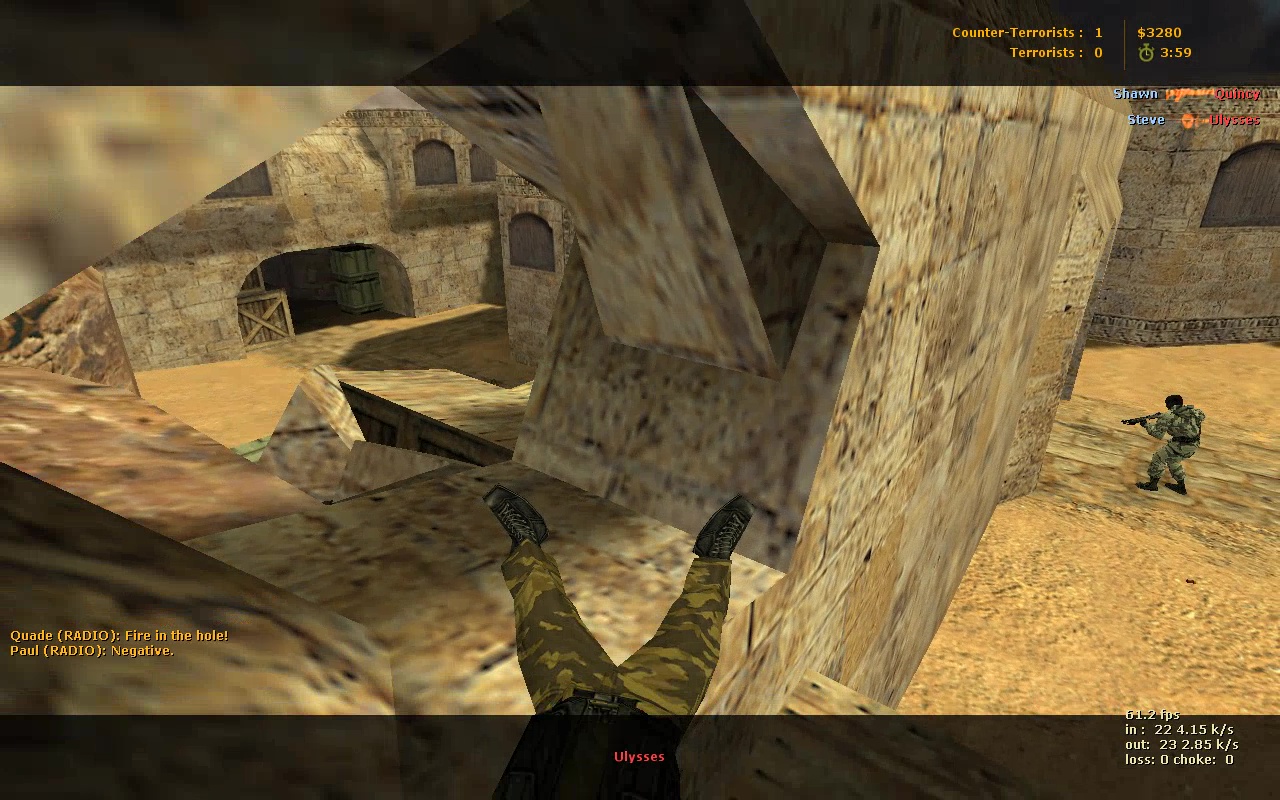 Counter-Terrorists : 1 $3280
Terrorists : 0 3:59
Shawn Quincy
Steve Ulysses
Quade (RADIO): Fire in the hole!
Paul (RADIO): Negative.
61.2 fps
in : 22 4.15 k/s
out: 23 2.85 k/s
loss: 0 choke: 0
Ulysses